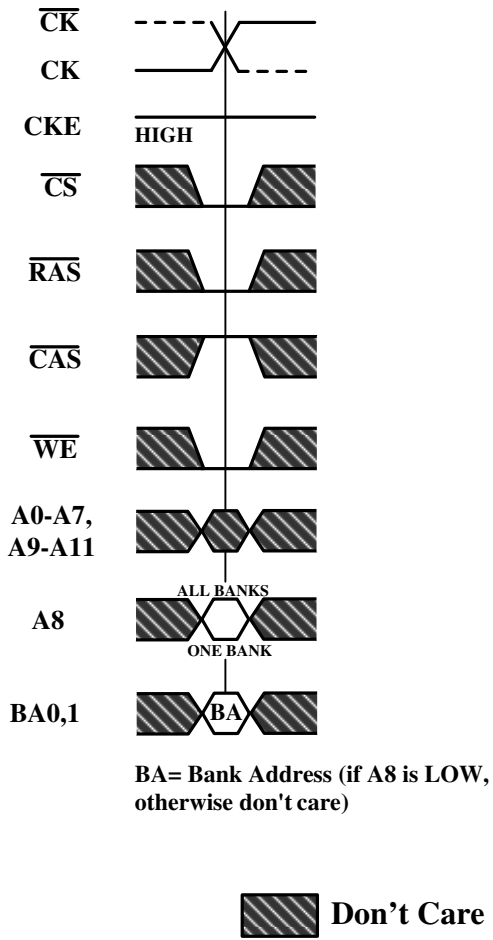 CK
CK
CKE
HIGH
CS
RAS
CAS
WE
A0-A7,
A9-A11
ALL BANKS
A8
ONE BANK
BA0,1
BA
BA= Bank Address (if A8 is LOW,
otherwise don't care)
Don't Care